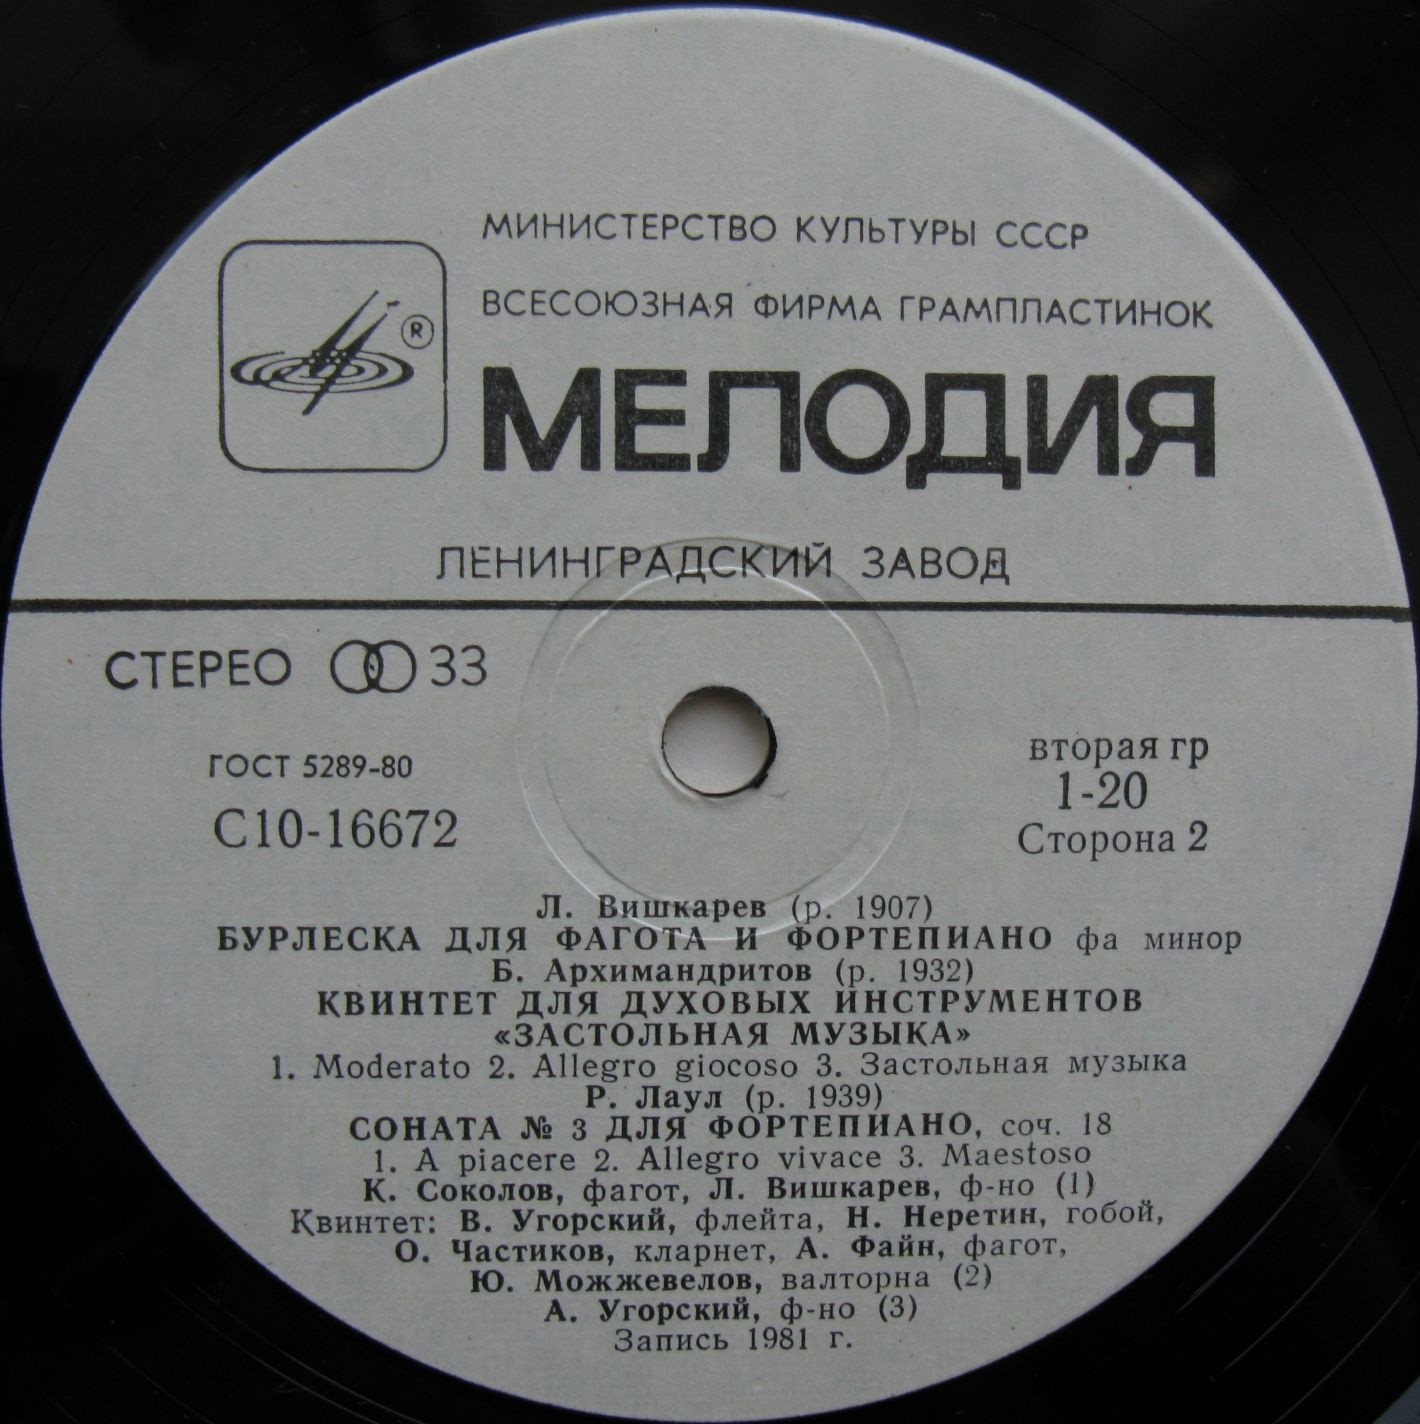 МИНИСТЕРСТВО КУЛЬТУРЫ СССР
ВСЕСОЮЗНАЯ ФИРМА ГРАМПЛАСТИНОК
®
МЕЛОДИЯ
ЛЕНИНГРАДСКИЙ ЗАВОД
СТЕРЕО 33
ГОСТ 5289-80
С10-16672
вторая гр
1-20
Сторона 2
Л. Вишкарев (р. 1907)
БУРЛЕСКА ДЛЯ ФАГОТА И ФОРТЕПИАНО фа минор
Б. Архимандритов (р. 1932)
КВИНТЕТ ДЛЯ ДУХОВЫХ ИНСТРУМЕНТОВ
«ЗАСТОЛЬНАЯ МУЗЫКА»
1. Moderato 2. Allegro giocoso 3. Застольная музыка
Р. Лаул (р. 1939)
СОНАТА № 3 ДЛЯ ФОРТЕПИАНО, соч. 18
1. A piacere 2. Allegro vivace 3. Maestoso
К. Соколов, фагот, Л. Вишкарев, ф-но (1)
Квинтет: В. Угорский, флейта, Н. Неретин, гобой,
О. Частиков, кларнет, А. Файн, фагот,
Ю. Можжевелов, валторна (2)
А. Угорский, ф-но (3)
Запись 1981 г.